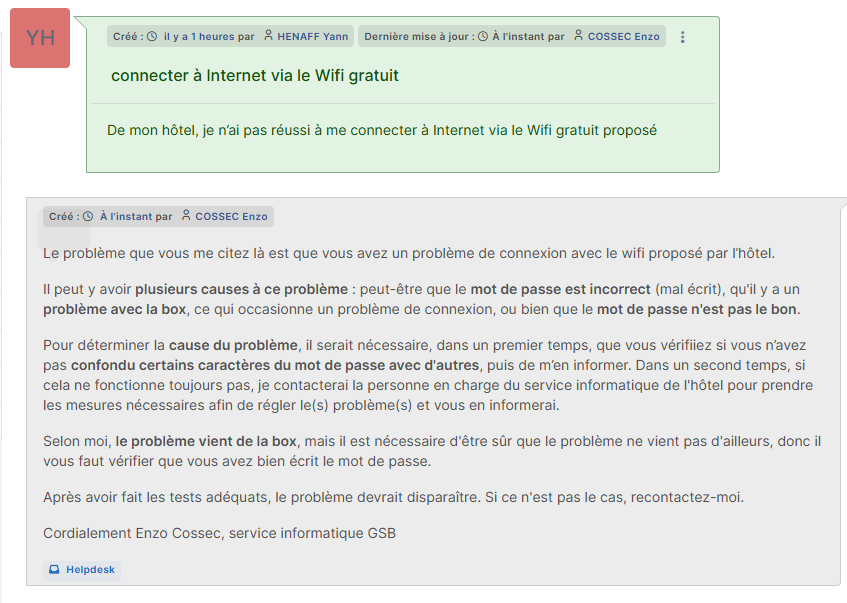 YH
Créé : il y a 1 heures par HENAFF Yann Dernière mise à jour : À l'instant par COSSEC Enzo
connecter à Internet via le Wifi gratuit
De mon hôtel, je n’ai pas réussi à me connecter à Internet via le Wifi gratuit proposé
Créé : À l'instant par COSSEC Enzo
Le problème que vous me citez là est que vous avez un problème de connexion avec le wifi proposé par l’hôtel.
Il peut y avoir plusieurs causes à ce problème : peut-être que le mot de passe est incorrect (mal écrit), qu'il y a un
problème avec la box, ce qui occasionne un problème de connexion, ou bien que le mot de passe n'est pas le bon.
Pour déterminer la cause du problème, il serait nécessaire, dans un premier temps, que vous vérifiiez si vous n’avez
pas confondu certains caractères du mot de passe avec d'autres, puis de m’en informer. Dans un second temps, si
cela ne fonctionne toujours pas, je contacterai la personne en charge du service informatique de l'hôtel pour prendre
les mesures nécessaires afin de régler le(s) problème(s) et vous en informerai.
Selon moi, le problème vient de la box, mais il est nécessaire d'être sûr que le problème ne vient pas d'ailleurs, donc il
vous faut vérifier que vous avez bien écrit le mot de passe.
Après avoir fait les tests adéquats, le problème devrait disparaître. Si ce n'est pas le cas, recontactez-moi.
Cordialement Enzo Cossec, service informatique GSB
Helpdesk